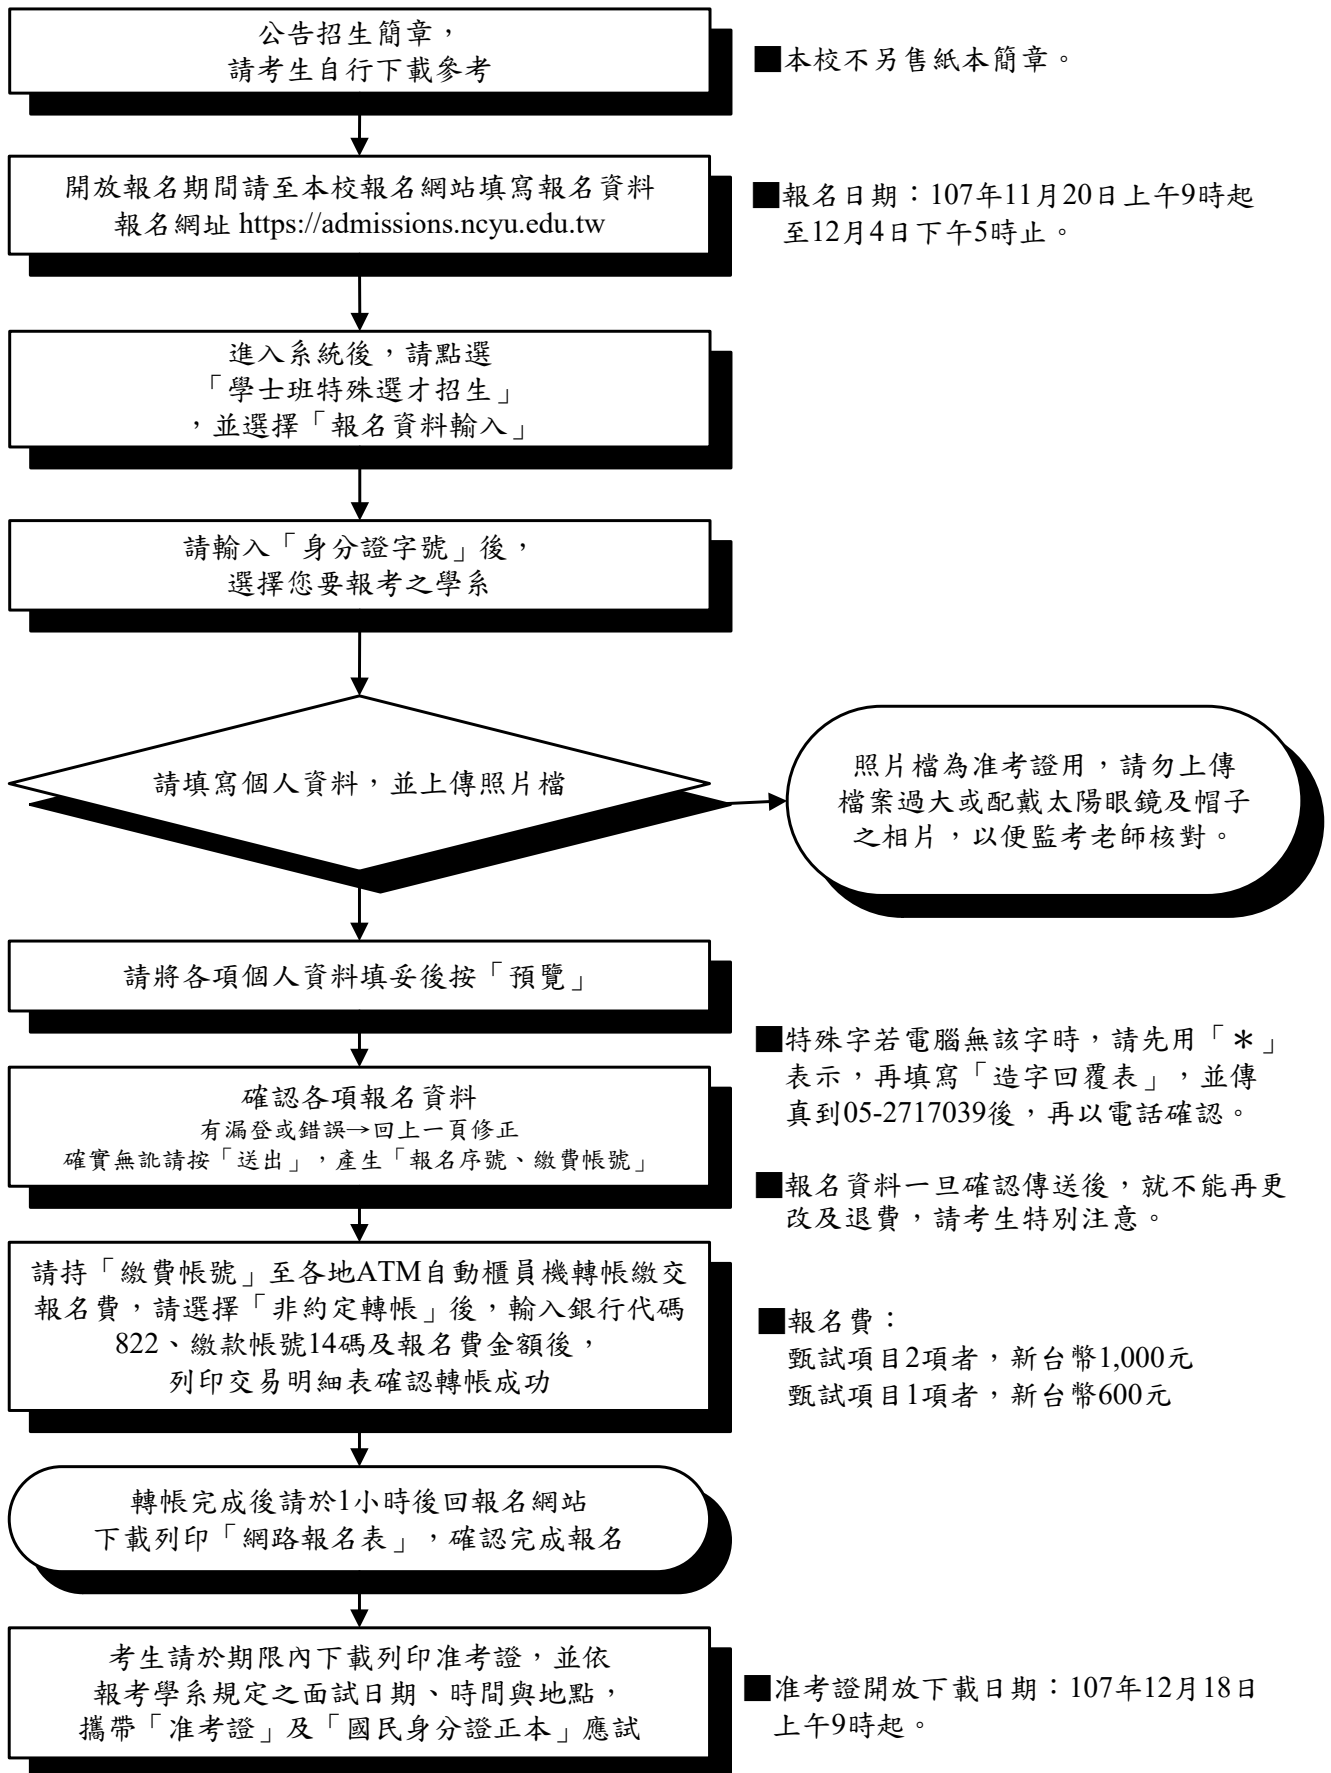 公告招生簡章，
請考生自行下載參考
■本校不另售紙本簡章。
開放報名期間請至本校報名網站填寫報名資料
報名網址 https://admissions.ncyu.edu.tw
■報名日期：107年11月20日上午9時起
至12月4日下午5時止。
進入系統後，請點選
「學士班特殊選才招生」
，並選擇「報名資料輸入」
請輸入「身分證字號」後，
選擇您要報考之學系
請填寫個人資料，並上傳照片檔
照片檔為准考證用，請勿上傳
檔案過大或配戴太陽眼鏡及帽子
之相片，以便監考老師核對。
請將各項個人資料填妥後按「預覽」
■特殊字若電腦無該字時，請先用「＊」
表示，再填寫「造字回覆表」，並傳
真到05-2717039後，再以電話確認。
確認各項報名資料
有漏登或錯誤→回上一頁修正
確實無訛請按「送出」，產生「報名序號、繳費帳號」
■報名資料一旦確認傳送後，就不能再更
改及退費，請考生特別注意。
請持「繳費帳號」至各地ATM自動櫃員機轉帳繳交
報名費，請選擇「非約定轉帳」後，輸入銀行代碼
822、繳款帳號14碼及報名費金額後，
列印交易明細表確認轉帳成功
■報名費：
甄試項目2項者，新台幣1,000元
甄試項目1項者，新台幣600元
轉帳完成後請於1小時後回報名網站
下載列印「網路報名表」，確認完成報名
考生請於期限內下載列印准考證，並依
報考學系規定之面試日期、時間與地點，
攜帶「准考證」及「國民身分證正本」應試
■准考證開放下載日期：107年12月18日
上午9時起。